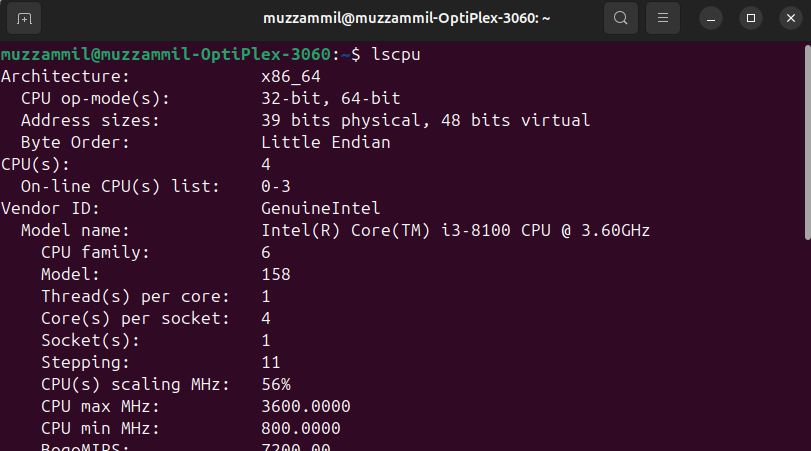 muzzammil@muzzammil-OptiPlex-3060: ~
muzzammil@muzzammil-OptiPlex-3060:~$ lscpu
Architecture:             x86_64
  CPU op-mode(s):         32-bit, 64-bit
  Address sizes:          39 bits physical, 48 bits virtual
  Byte Order:             Little Endian
CPU(s):                   4
  On-line CPU(s) list:    0-3
Vendor ID:                GenuineIntel
  Model name:             Intel(R) Core(TM) i3-8100 CPU @ 3.60GHz
    CPU family:           6
    Model:                158
    Thread(s) per core:   1
    Core(s) per socket:   4
    Socket(s):            1
    Stepping:             11
    CPU(s) scaling MHz:   56%
    CPU max MHz:          3600.0000
    CPU min MHz:          800.0000
    BogoMIPS:             7200.00